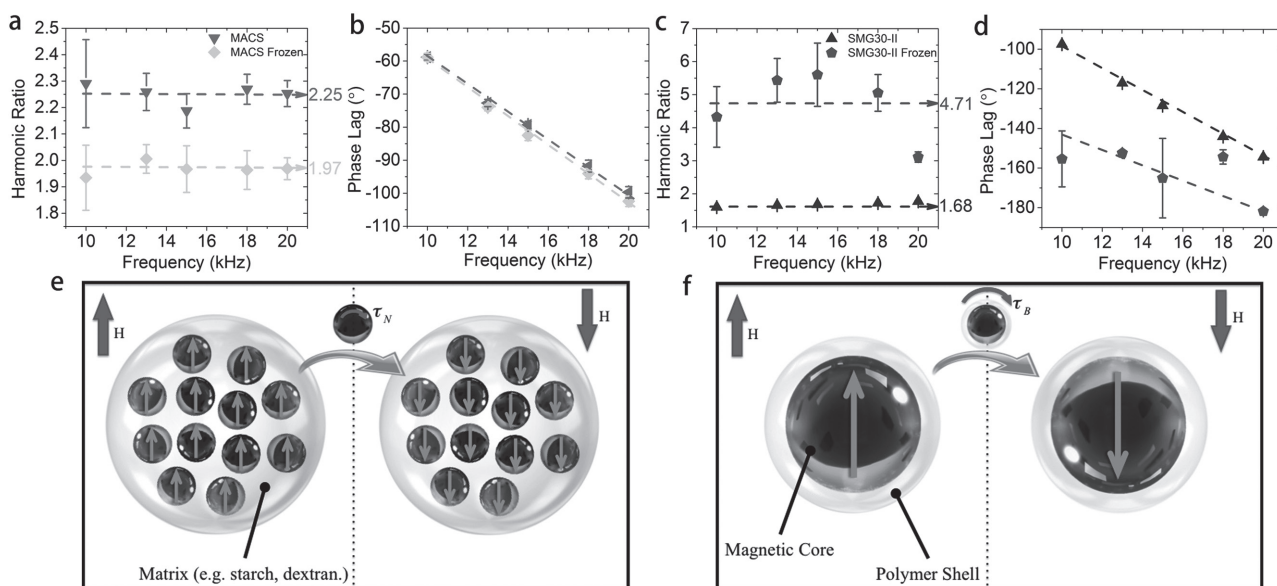 a
2.5
2.4
2.3
2.2
2.1
2.0
1.9
1.8
Harmonic Ratio
MACS
MACS Frozen
2.25
1.97
10 12 14 16 18 20
Frequency (kHz)
b
-50
-60
-70
-80
-90
-100
-110
Phase Lag (°)
10 12 14 16 18 20
Frequency (kHz)
c
7
6
5
4
3
2
1
Harmonic Ratio
SMG30-II
SMG30-II Frozen
4.71
1.68
10 12 14 16 18 20
Frequency (kHz)
d
-100
-120
-140
-160
-180
Phase Lag (°)
10 12 14 16 18 20
Frequency (kHz)
e
H
τN
H
Matrix (e.g. starch, dextran.)
f
H
τB
H
Magnetic Core
Polymer Shell